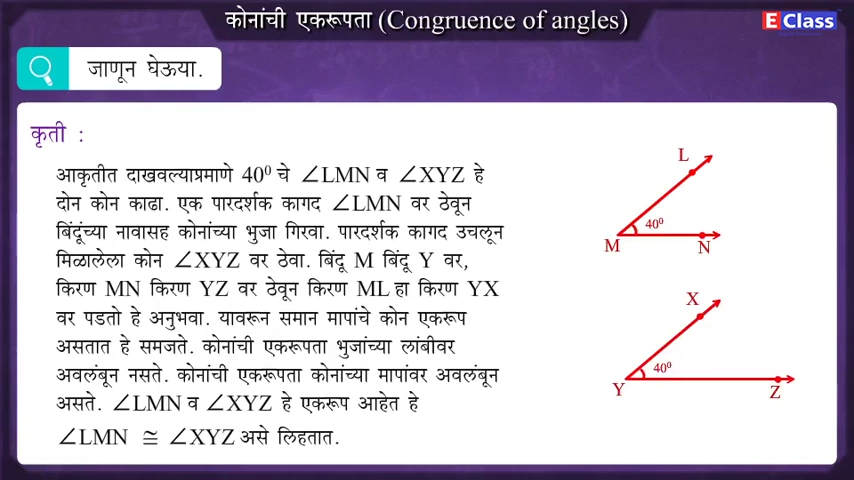 कोनांची एकरूपता (Congruence of angles)
E Class
जाणून घेऊया.
कृती :
आकृतीत दाखवल्याप्रमाणे 40⁰ चे ∠LMN व ∠XYZ हे
दोन कोन काढा. एक पारदर्शक कागद ∠LMN वर ठेवून
बिंदूंच्या नावासह कोनांच्या भुजा गिरवा. पारदर्शक कागद उचलून
मिळालेला कोन ∠XYZ वर ठेवा. बिंदू M बिंदू Y वर,
किरण MN किरण YZ वर ठेवून किरण ML हा किरण YX
वर पडतो हे अनुभवा. यावरून समान मापांचे कोन एकरूप
असतात हे समजते. कोनांची एकरूपता भुजांच्या लांबीवर
अवलंबून नसते. कोनांची एकरूपता कोनांच्या मापांवर अवलंबून
असते. ∠LMN व ∠XYZ हे एकरूप आहेत हे
∠LMN ≅ ∠XYZ असे लिहतात.
L
40⁰
M
N
X
40⁰
Y
Z